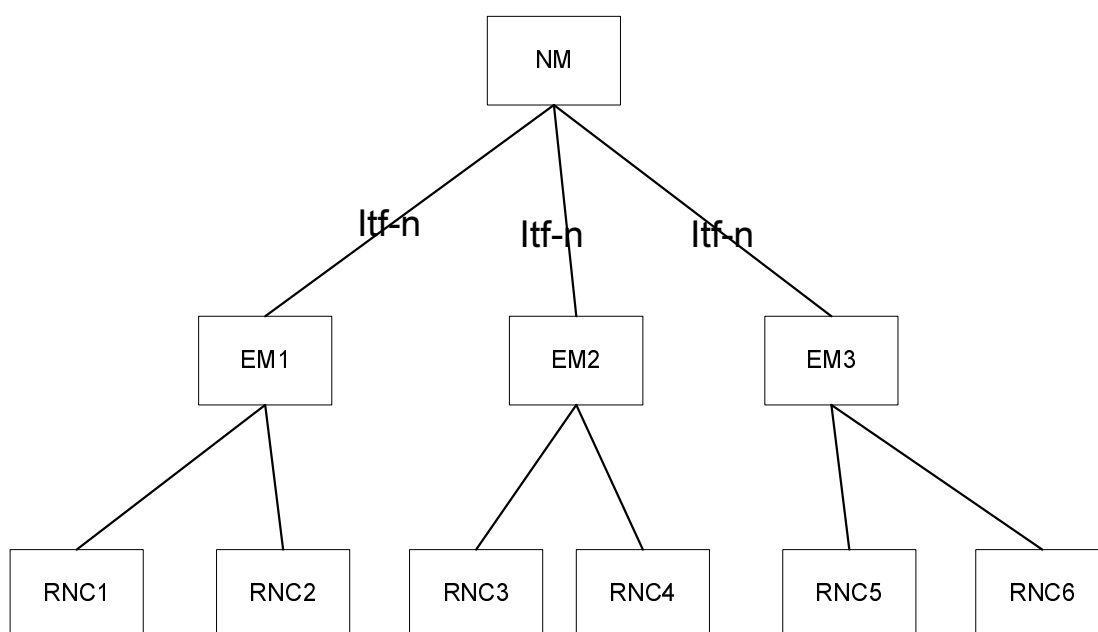 NM
Itf-n
Itf-n
Itf-n
EM1
EM2
EM3
RNC1
RNC2
RNC3
RNC4
RNC5
RNC6